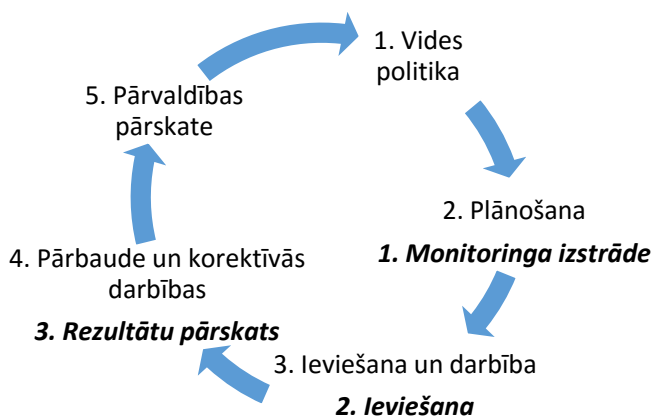 1. Vides
politika
2. Plānošana
1. Monitoringa izstrāde
3. Ieviešana un darbība
2. Ieviešana
4. Pārbaude un korektīvās
darbības
3. Rezultātu pārskats
5. Pārvaldības
pārskate